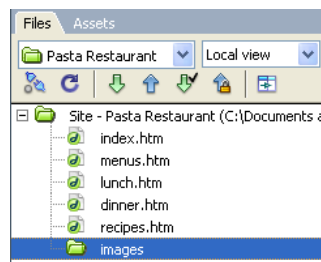 Files Assets
Pasta Restaurant Local view
Site - Pasta Restaurant (C:\Documents a
index.htm
menus.htm
lunch.htm
dinner.htm
recipes.htm
images